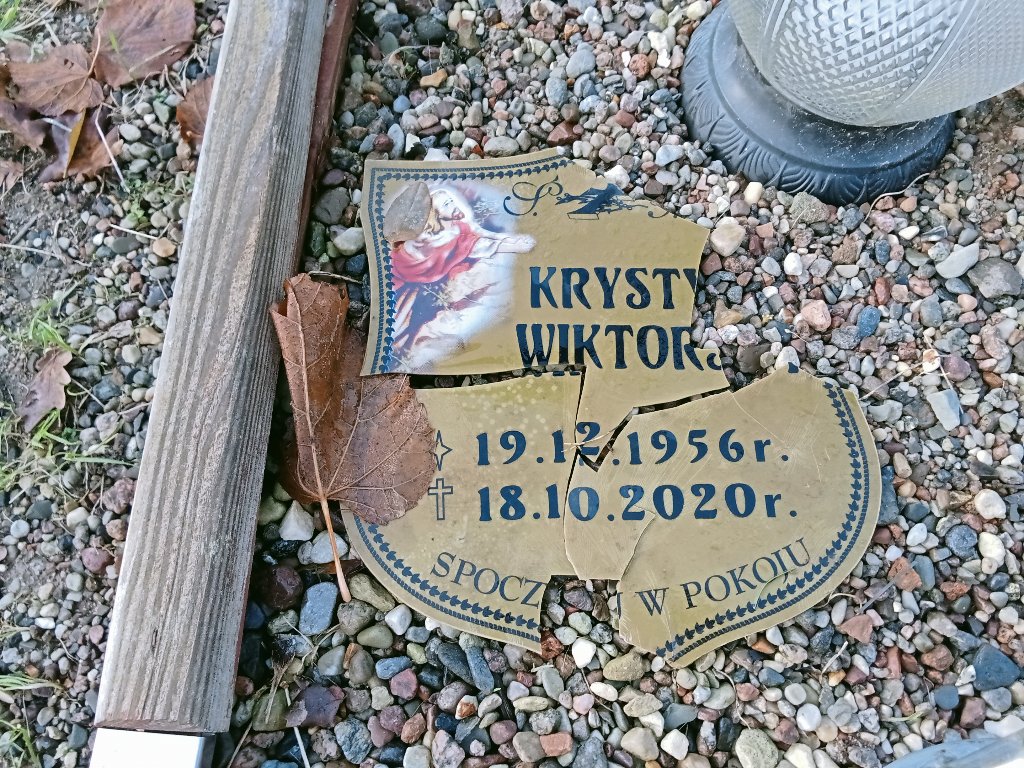 Ś.
KRYSTY
WIKTOR
19.12.1956r.
18.10.2020r.
SPOCZ J W POKOJU